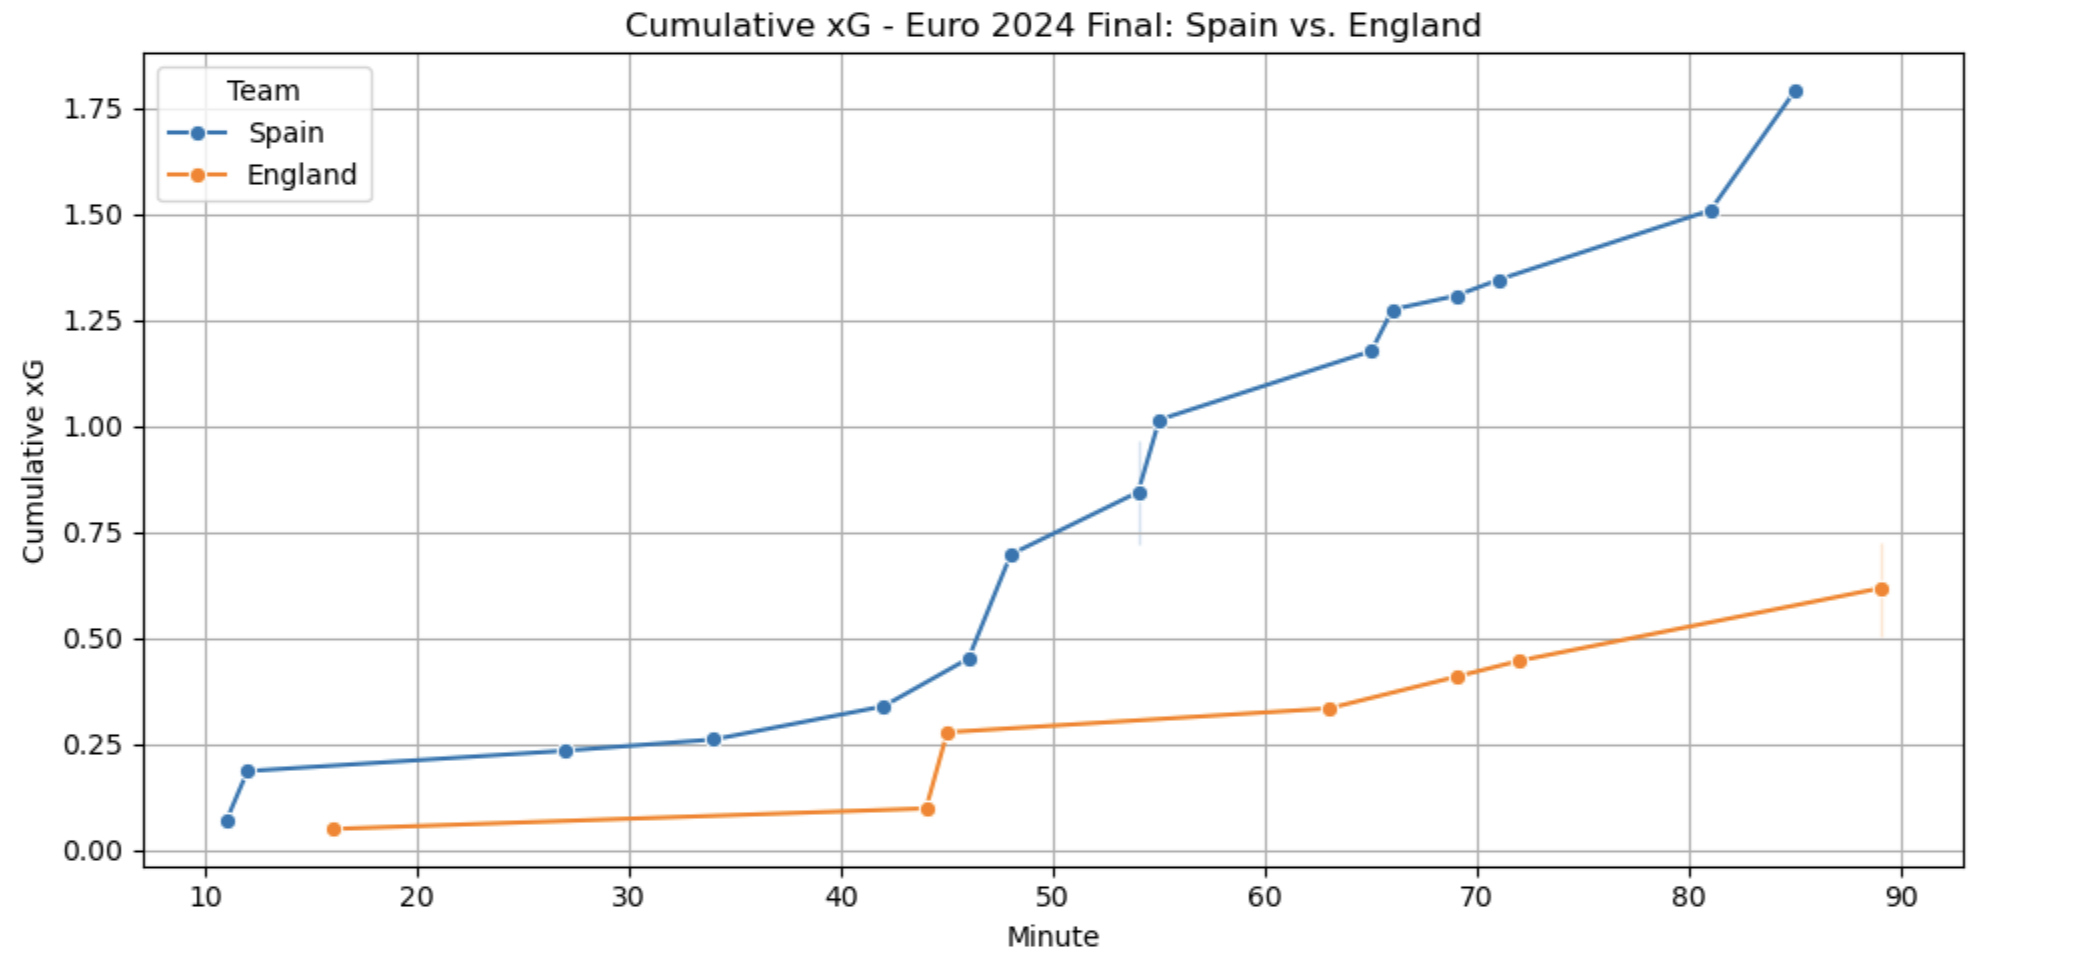 Cumulative xG - Euro 2024 Final: Spain vs. England
Team
Spain
England
Cumulative xG
1.75
1.50
1.25
1.00
0.75
0.50
0.25
0.00
10 20 30 40 50 60 70 80 90
Minute